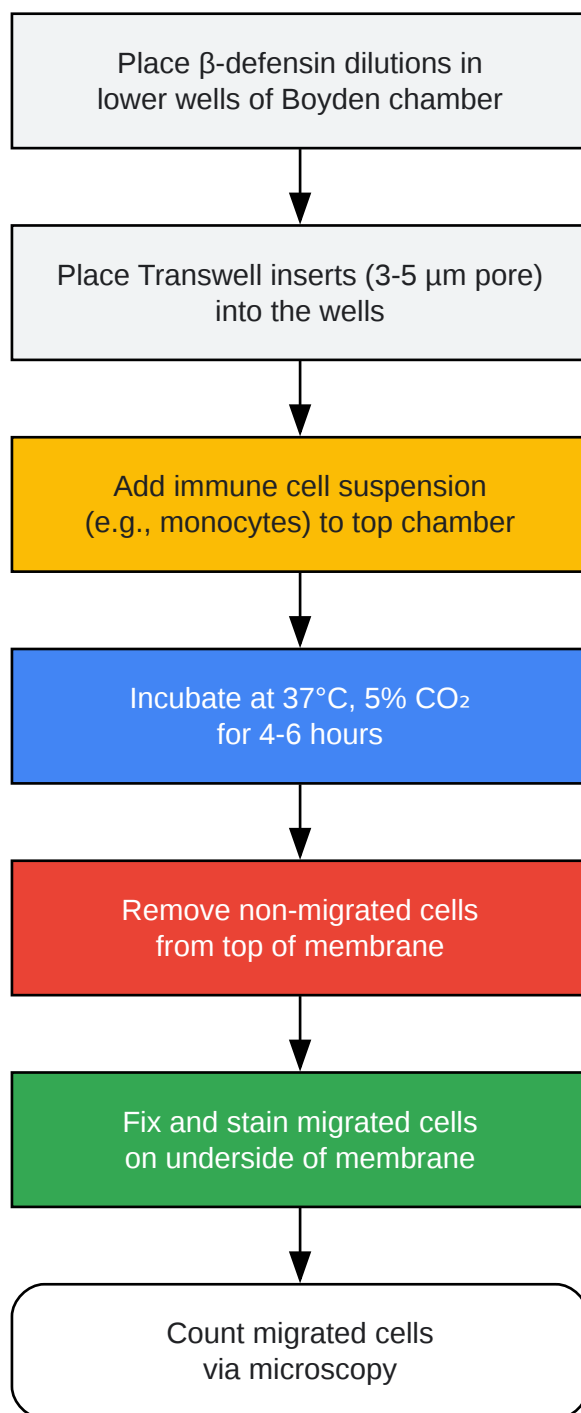 Place β-defensin dilutions in
lower wells of Boyden chamber
Place Transwell inserts (3-5 µm pore)
into the wells
Add immune cell suspension
(e.g., monocytes) to top chamber
Incubate at 37°C, 5% CO₂
for 4-6 hours
Remove non-migrated cells
from top of membrane
Fix and stain migrated cells
on underside of membrane
Count migrated cells
via microscopy